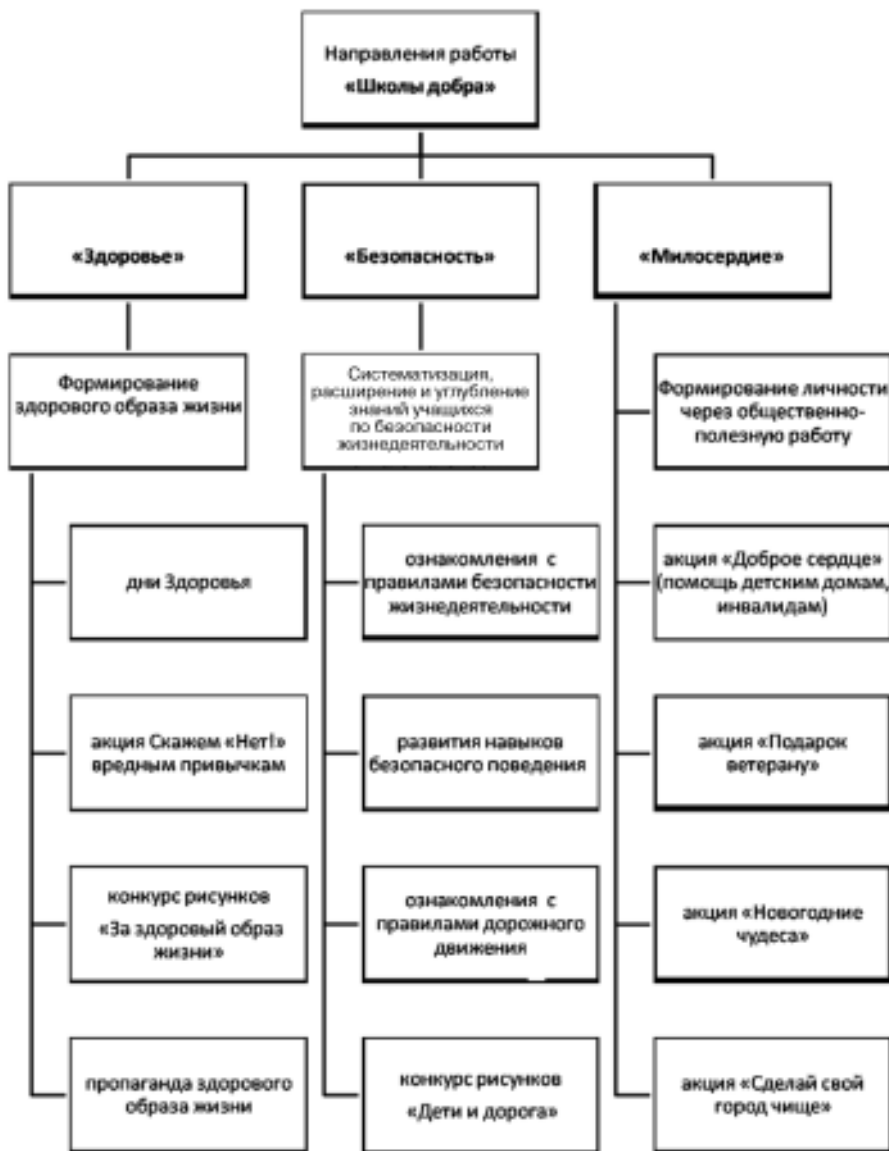 Направления работы
«Школы добра»
«Здоровье»
«Безопасность»
«Милосердие»
Формирование
здорового образа жизни
Систематизация,
расширение и углубление
знаний учащихся
по безопасности
жизнедеятельности
Формирование личности
через общественно-
полезную работу
дни Здоровья
ознакомления с
правилами безопасности
жизнедеятельности
акция «Доброе сердце»
(помощь детским домам,
инвалидам)
акция Скажем «Нет!»
вредным привычкам
развития навыков
безопасного поведения
акция «Подарок
ветерану»
конкурс рисунков
«За здоровый образ
жизни»
ознакомления с
правилами дорожного
движения
акция «Новогодние
чудеса»
пропаганда здорового
образа жизни
конкурс рисунков
«Дети и дорога»
акция «Сделай свой
город чище»